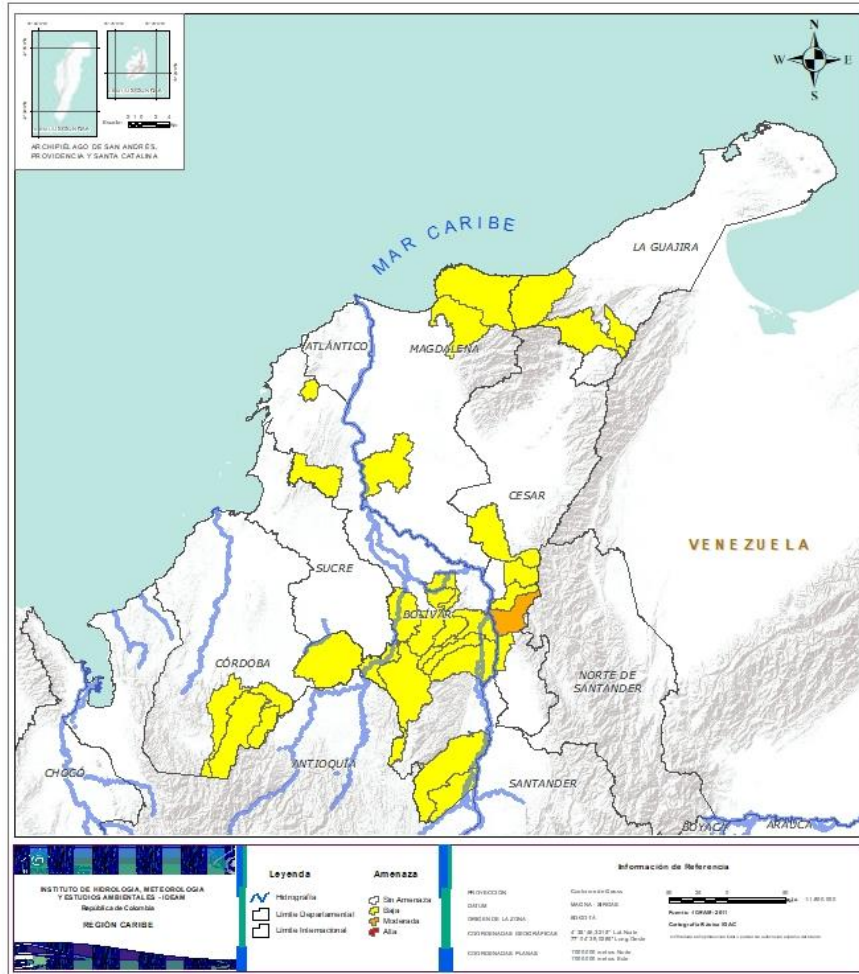 ARCHIPIÉLAGO DE SAN ANDRÉS,
PROVIDENCIA Y SANTA CATALINA
N
W E
S
MAR CARIBE
LA GUAJIRA
ATLÁNTICO
MAGDALENA
CESAR
VENEZUELA
SUCRE
BOLÍVAR
CÓRDOBA
NORTE DE
SANTANDER
ANTIOQUÍA
CHOCÓ
SANTANDER
BOYACÁ
ARAUCA
INSTITUTO DE HIDROLOGIA, METEOROLOGIA
Y ESTUDIOS AMBIENTALES - IDEAM
República de Colombia
REGIÓN CARIBE
Leyenda
Hidrografía
Límite Departamental
Límite Internacional
Amenaza
Sin Amenaza
Baja
Moderada
Alta
Información de Referencia
PROYECCIÓN
DATUM
ORIGEN DE LA ZONA
BOGOTÁ
COORDENADAS GEOGRÁFICAS
COORDENADAS PLANAS